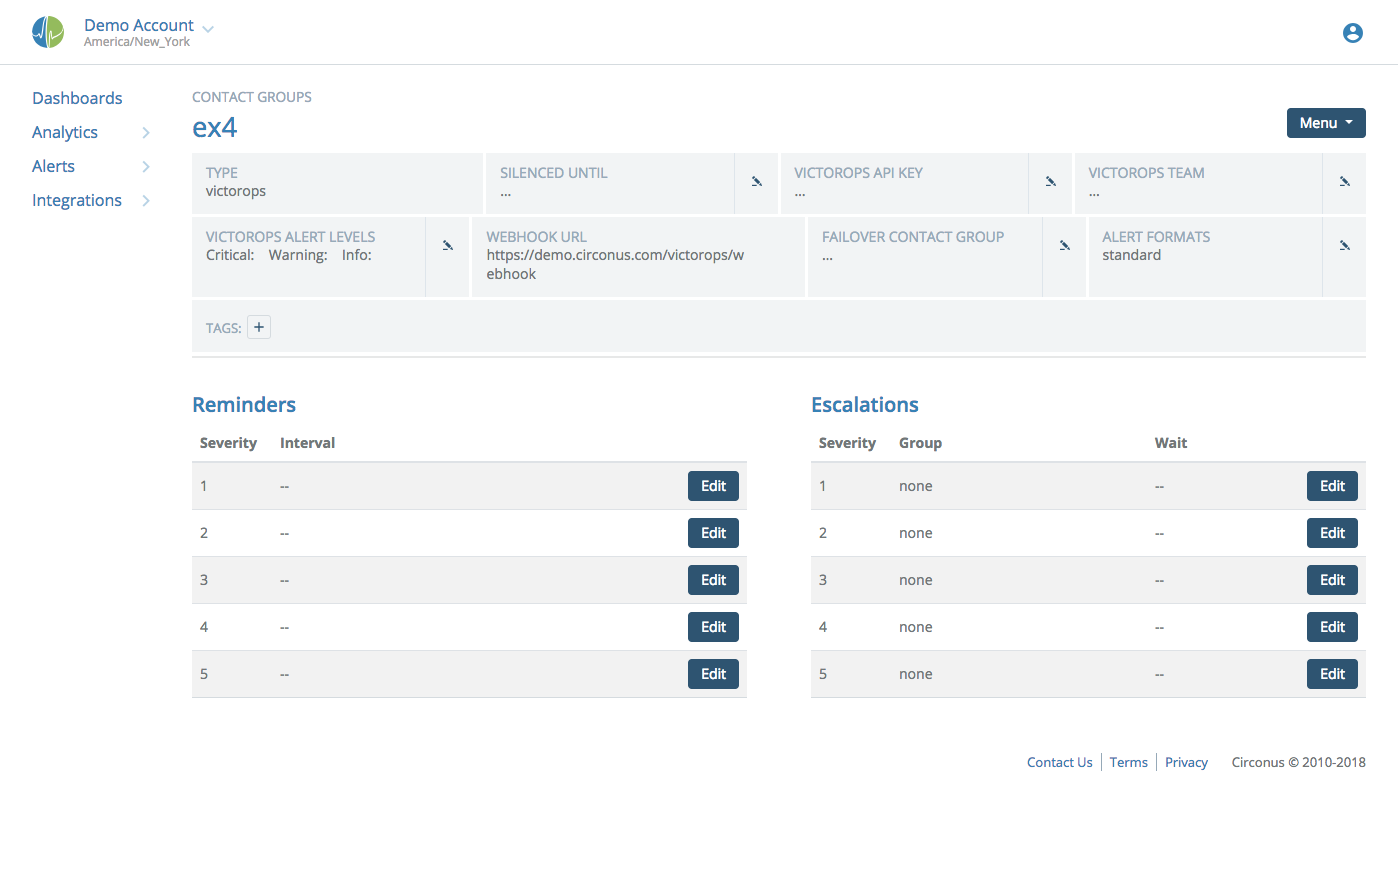 Demo Account
America/New_York
Dashboards
Analytics
Alerts
Integrations
CONTACT GROUPS
ex4
Menu
TYPE
victorops
SILENCED UNTIL
...
VICTOROPS API KEY
...
VICTOROPS TEAM
...
VICTOROPS ALERT LEVELS
Critical: Warning: Info:
WEBHOOK URL
https://demo.circonus.com/victorops/w
ebhook
FAILOVER CONTACT GROUP
...
ALERT FORMATS
standard
TAGS: +
Reminders
Severity Interval
1 -- Edit
2 -- Edit
3 -- Edit
4 -- Edit
5 -- Edit
Escalations
Severity Group Wait
1 none -- Edit
2 none -- Edit
3 none -- Edit
4 none -- Edit
5 none -- Edit
Contact Us Terms Privacy Circonus © 2010-2018